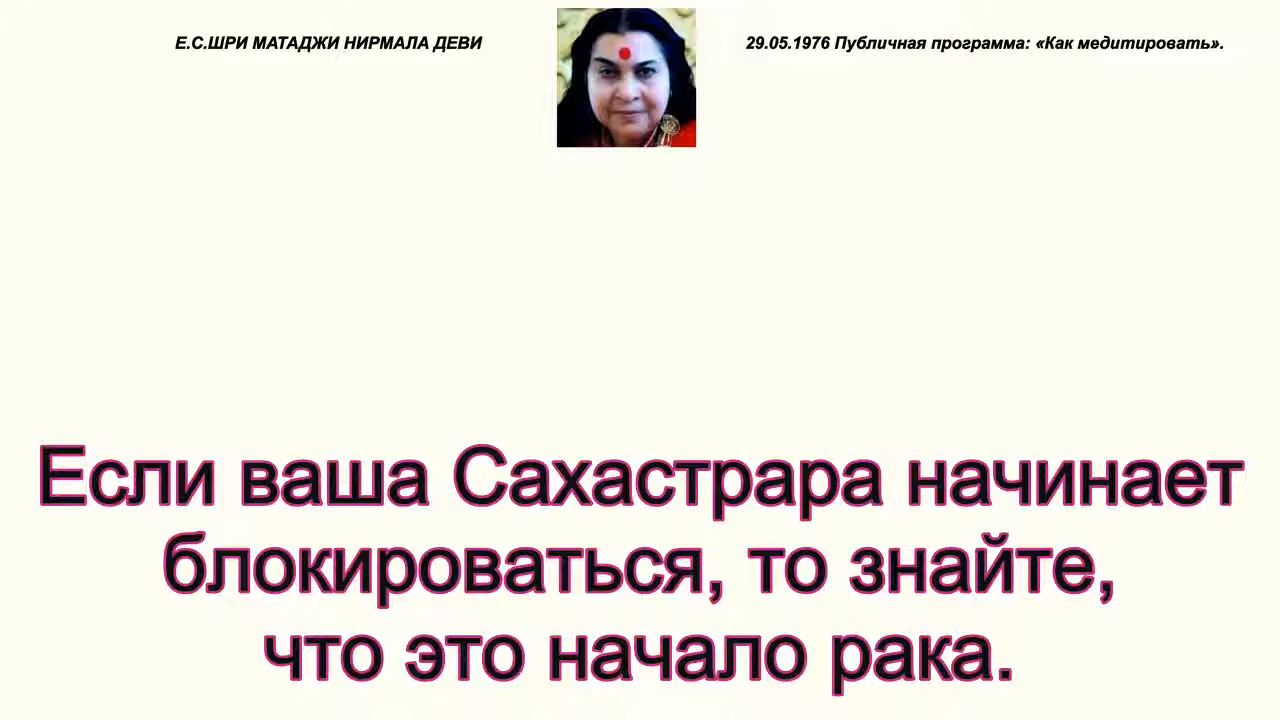 Е.С.ШРИ МАТАДЖИ НИРМАЛА ДЕВИ
29.05.1976 Публичная программа: «Как медитировать».
Если ваша Сахастрара начинает
блокироваться, то знайте,
что это начало рака.